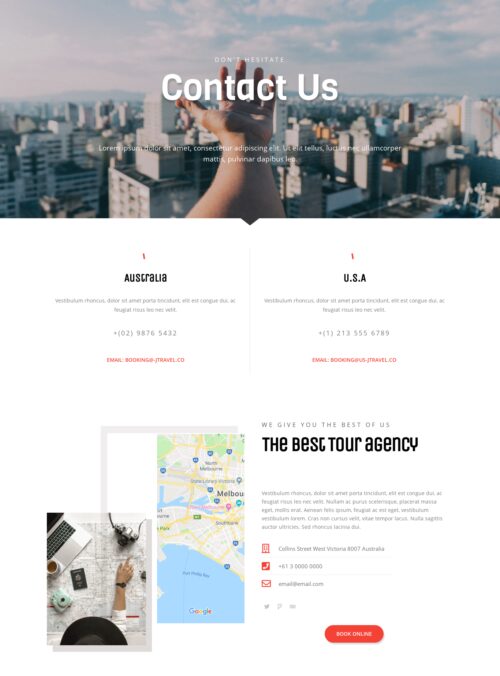 DON'T HESITATE
Contact Us
Lorem ipsum dolor sit amet, consectetur adipiscing elit. Ut elit tellus, luctus nec ullamcorper
mattis, pulvinar dapibus leo.
Australia
Vestibulum rhoncus, dolor sit amet porta tincidunt, elit est congue dui, ac
feugiat risus leo nec velit.
+(02) 9876 5432
EMAIL: BOOKING@-JTRAVEL.CO
U.S.A
Vestibulum rhoncus, dolor sit amet porta tincidunt, elit est congue dui, ac
feugiat risus leo nec velit.
+(1) 213 555 6789
EMAIL: BOOKING@US-JTRAVEL.CO
WE GIVE YOU THE BEST OF US
The Best Tour agency
Vestibulum rhoncus, dolor sit amet porta tincidunt, elit est congue dui, ac feugiat
risus leo nec velit. Nullam ac purus scelerisque, placerat massa
eget, mollis erat. Aenean felis ipsum, feugiat ac est eget, vestibulum
vestibulum lorem. Cras non cursus velit, vitae tempor lacus. Nulla sagittis
auctor ultricies. Sed rhoncus lacinia dui.
Collins Street West Victoria 8007 Australia
+61 3 0000 0000
email@email.com
BOOK ONLINE
North
Melbourne
Richmond
State Library Victoria
Melbou
Southbank
Port Phillip Bay
Google